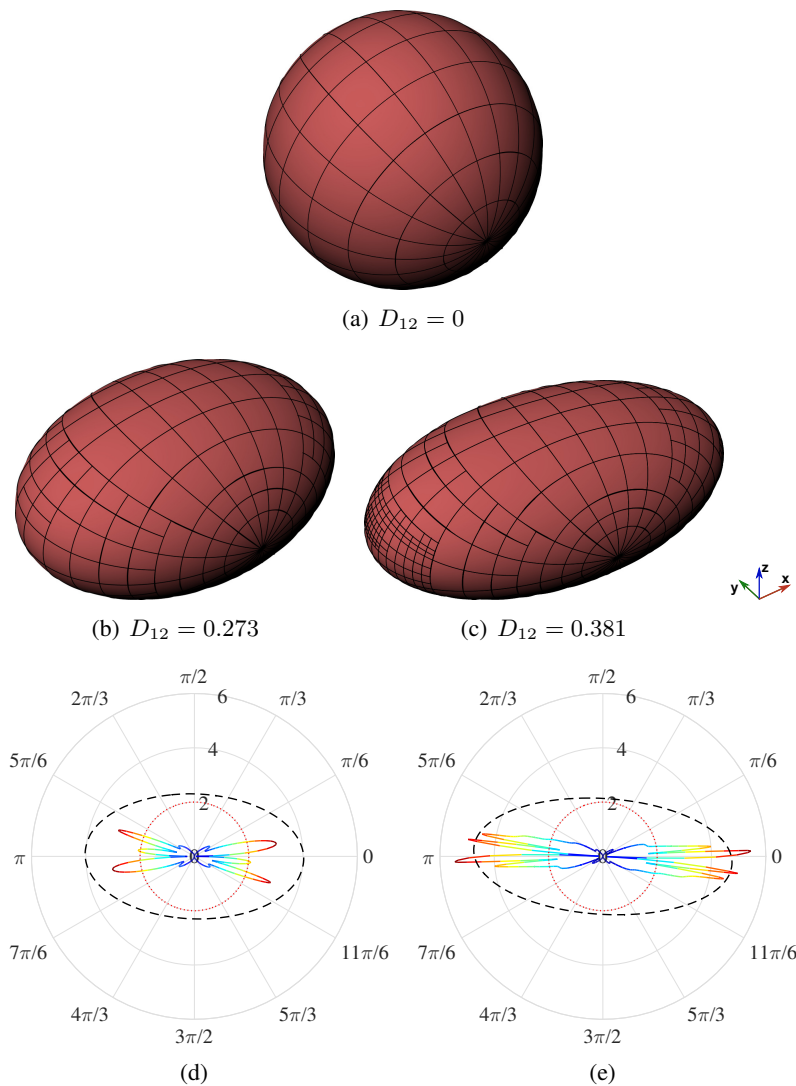 (a) D₁₂ = 0
(b) D₁₂ = 0.273
(c) D₁₂ = 0.381
z
y
x
π/2
6
2π/3
π/3
4
5π/6
π/6
2
π
0
0
7π/6
11π/6
4π/3
5π/3
3π/2
(d)
π/2
6
2π/3
π/3
4
5π/6
π/6
2
π
0
0
7π/6
11π/6
4π/3
5π/3
3π/2
(e)